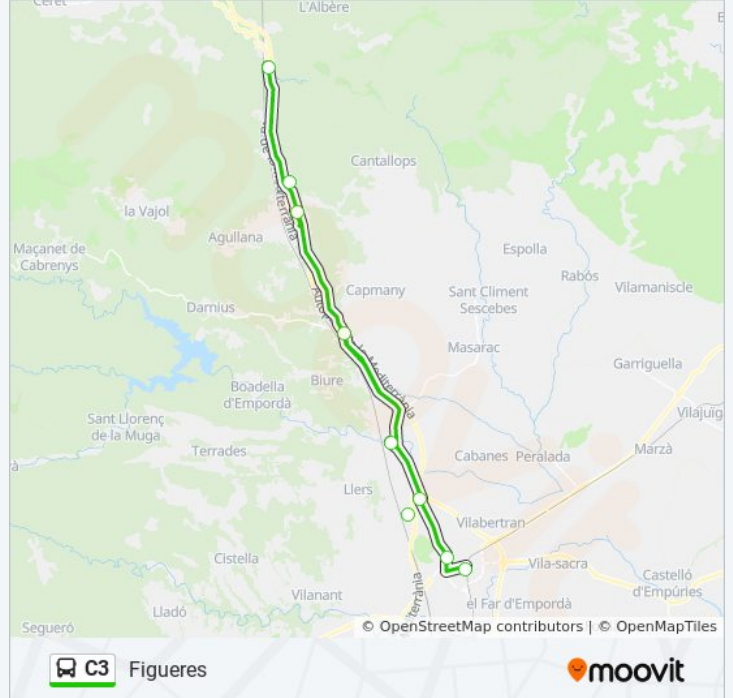 Ceret
L'Albère
Cantallops
la Vajol
Agullana
Maçanet de
Cabrenys
Espolla
Rabós
Capmany
Sant Climent
Sescebes
Vilamaniscle
Darnius
Masarac
Garriguella
Biure
Boadella
d'Empordà
Vilajuïg
Sant Llorenç
de la Muga
Terrades
Cabanes
Peralada
Marzà
Llers
Vilabertran
Cistella
Vila-sacra
Castelló
d'Empúries
Vilanant
el Far d'Empordà
Lladó
Segueró
© OpenStreetMap contributors | © OpenMapTiles
C3 Figueres
moovit